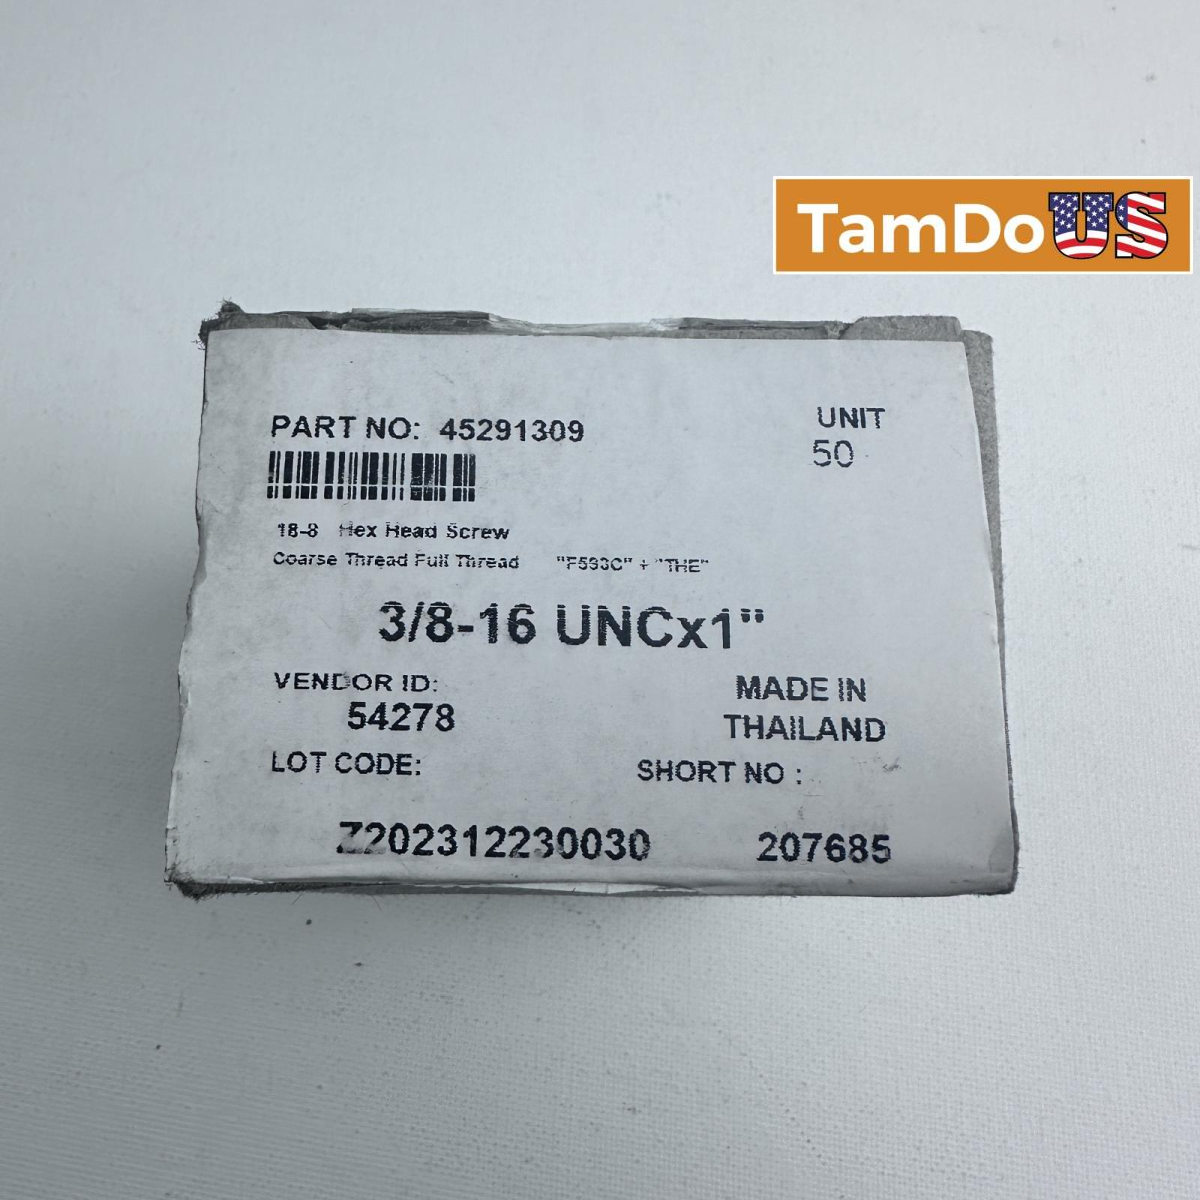 TamDoUS
PART NO: 45291309
UNIT
50
18-8 Hex Head Screw
Coarse Thread Full Thread "F593C" + "THE"
3/8-16 UNCx1"
VENDOR ID:
54278
MADE IN
THAILAND
LOT CODE:
SHORT NO :
Z202312230030
207685